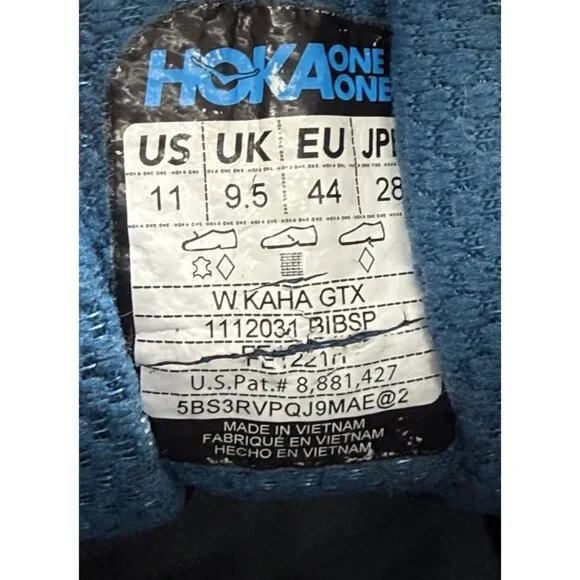 HOKA ONE ONE
US UK EU
11 9.5 44 28
W KAHA GTX
1112031 BIBSP
U.S.Pat.# 8,881,427
5BS3RVPQJ9MAE@2
MADE IN VIETNAM
FABRIQUÉ EN VIETNAM
HECHO EN VIETNAM